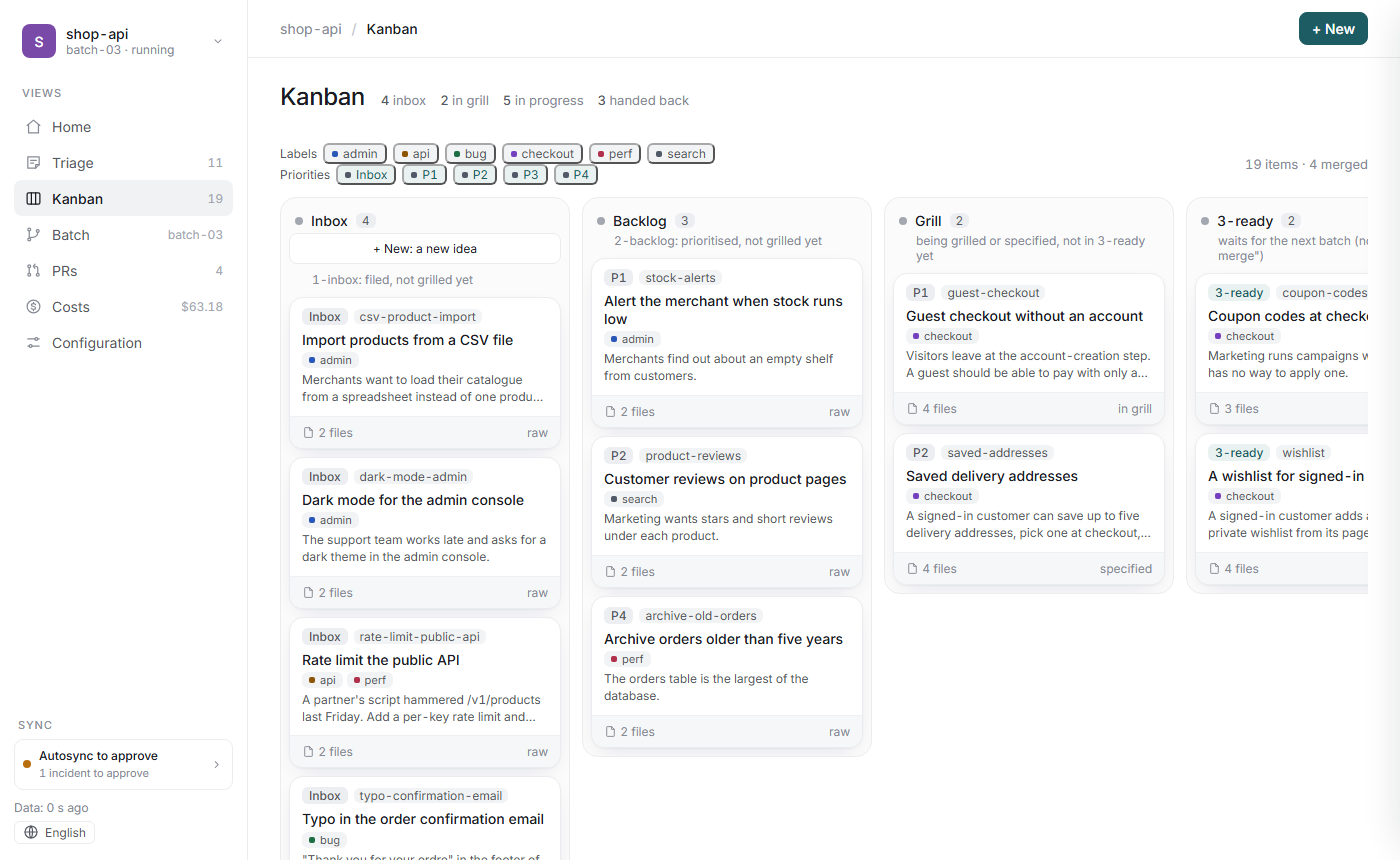 S
shop-api
batch-03 · running
VIEWS
Home
Triage 11
Kanban 19
Batch batch-03
PRs 4
Costs $63.18
Configuration
SYNC
Autosync to approve
1 incident to approve
Data: 0 s ago
English
shop-api / Kanban
+ New
Kanban 4 inbox 2 in grill 5 in progress 3 handed back
Labels admin api bug checkout perf search
Priorities Inbox P1 P2 P3 P4
19 items · 4 merged
Inbox 4
+ New: a new idea
1-inbox: filed, not grilled yet
Inbox csv-product-import
Import products from a CSV file
admin
Merchants want to load their catalogue
from a spreadsheet instead of one produ...
2 files raw
Inbox dark-mode-admin
Dark mode for the admin console
admin
The support team works late and asks for a
dark theme in the admin console.
2 files raw
Inbox rate-limit-public-api
Rate limit the public API
api perf
A partner's script hammered /v1/products
last Friday. Add a per-key rate limit and...
2 files raw
Inbox typo-confirmation-email
Typo in the order confirmation email
bug
"Thank you for your ordre" in the footer of
Backlog 3
2-backlog: prioritised, not grilled yet
P1 stock-alerts
Alert the merchant when stock runs
low
admin
Merchants find out about an empty shelf
from customers.
2 files raw
P2 product-reviews
Customer reviews on product pages
search
Marketing wants stars and short reviews
under each product.
2 files raw
P4 archive-old-orders
Archive orders older than five years
perf
The orders table is the largest of the
database.
2 files raw
Grill 2
being grilled or specified, not in 3-ready
yet
P1 guest-checkout
Guest checkout without an account
checkout
Visitors leave at the account-creation step.
A guest should be able to pay with only a...
4 files in grill
P2 saved-addresses
Saved delivery addresses
checkout
A signed-in customer can save up to five
delivery addresses, pick one at checkout,...
4 files specified
3-ready 2
waits for the next batch
merge")
3-ready coupon-codes
Coupon codes at
checkout
Marketing runs campaigns
has no way to apply one.
3 files
3-ready wishlist
A wishlist for signed-in
checkout
A signed-in customer adds
private wishlist from its page
4 files